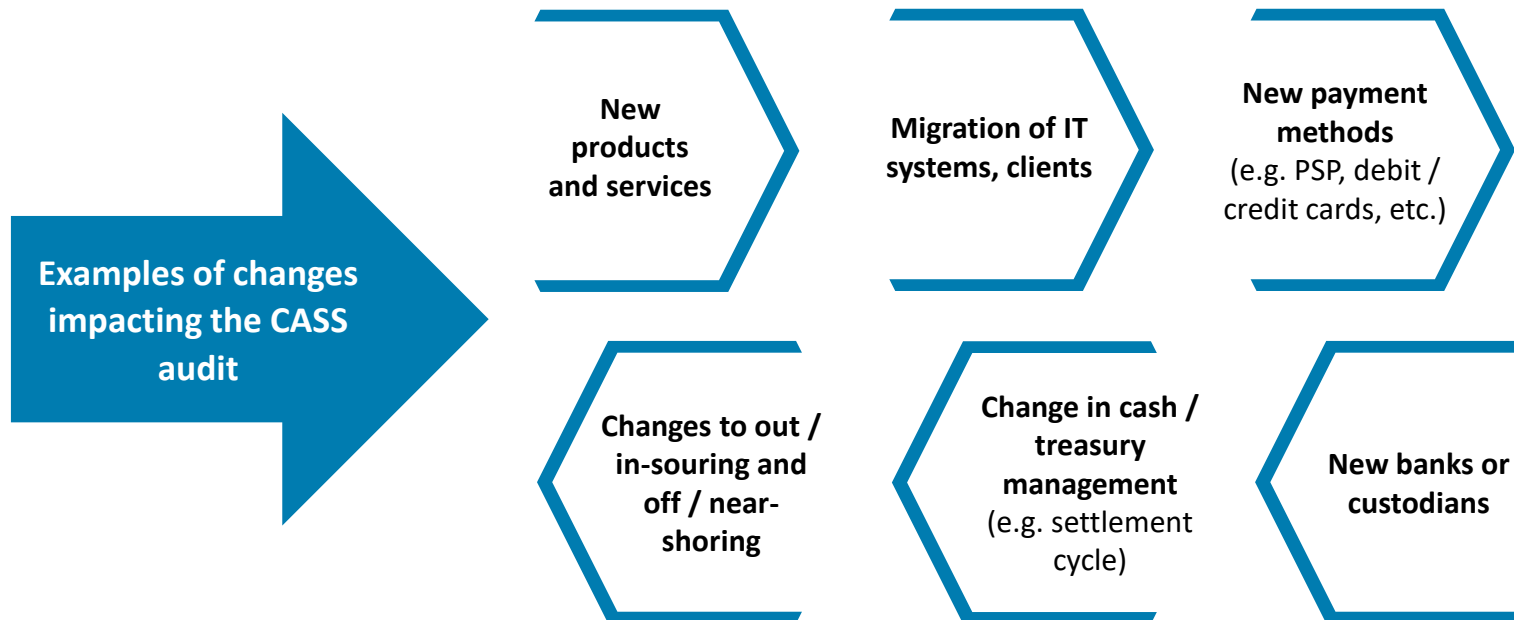 Examples of changes
impacting the CASS
audit
New
products
and services
Migration of IT
systems, clients
New payment
methods
(e.g. PSP, debit /
credit cards, etc.)
Changes to out /
in-souring and
off / near-
shoring
Change in cash /
treasury
management
(e.g. settlement
cycle)
New banks or
custodians